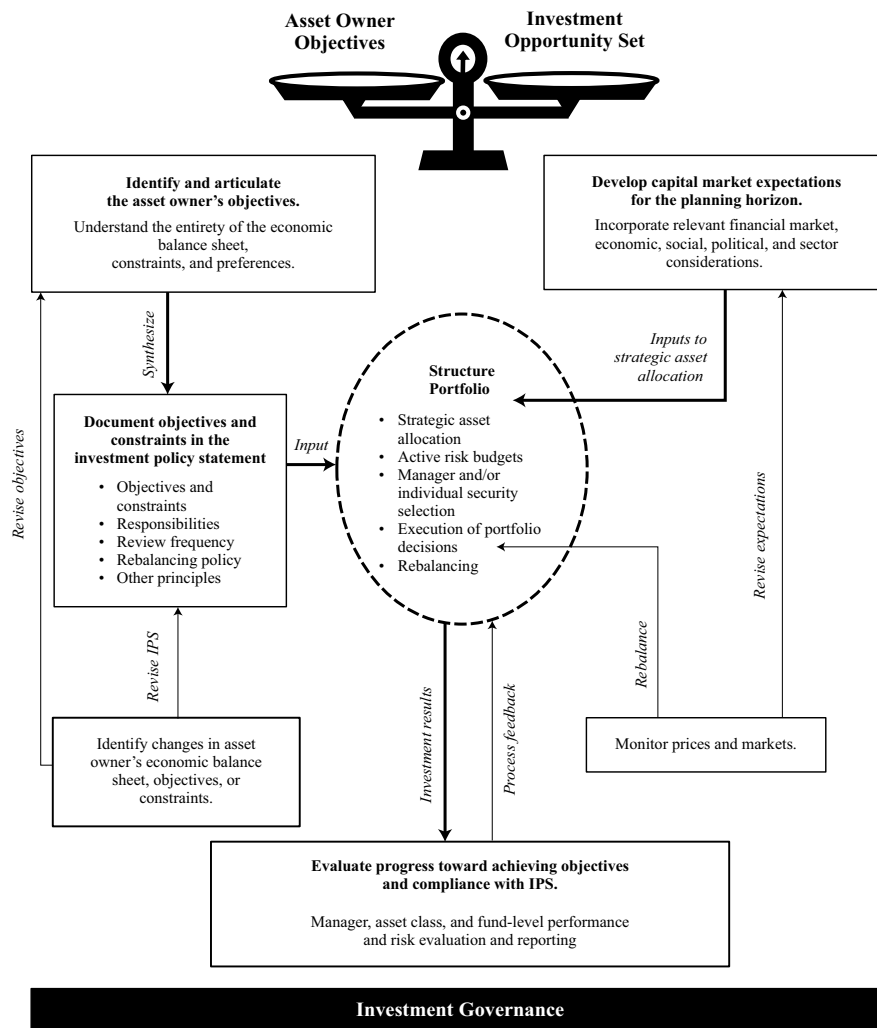 Asset Owner
Objectives
Investment
Opportunity Set
Identify and articulate
the asset owner's objectives.
Understand the entirety of the economic
balance sheet,
constraints, and preferences.
Develop capital market expectations
for the planning horizon.
Incorporate relevant financial market,
economic, social, political, and sector
considerations.
Synthesize
Inputs to
strategic asset
allocation
Structure
Portfolio
• Strategic asset
allocation
• Active risk budgets
• Manager and/or
individual security
selection
• Execution of portfolio
decisions
• Rebalancing
Document objectives and
constraints in the
investment policy statement
• Objectives and
constraints
• Responsibilities
• Review frequency
• Rebalancing policy
• Other principles
Input
Revise objectives
Revise expectations
Revise IPS
Rebalance
Identify changes in asset
owner's economic balance
sheet, objectives, or
constraints.
Investment results
Process feedback
Monitor prices and markets.
Evaluate progress toward achieving objectives
and compliance with IPS.
Manager, asset class, and fund-level performance
and risk evaluation and reporting
Investment Governance